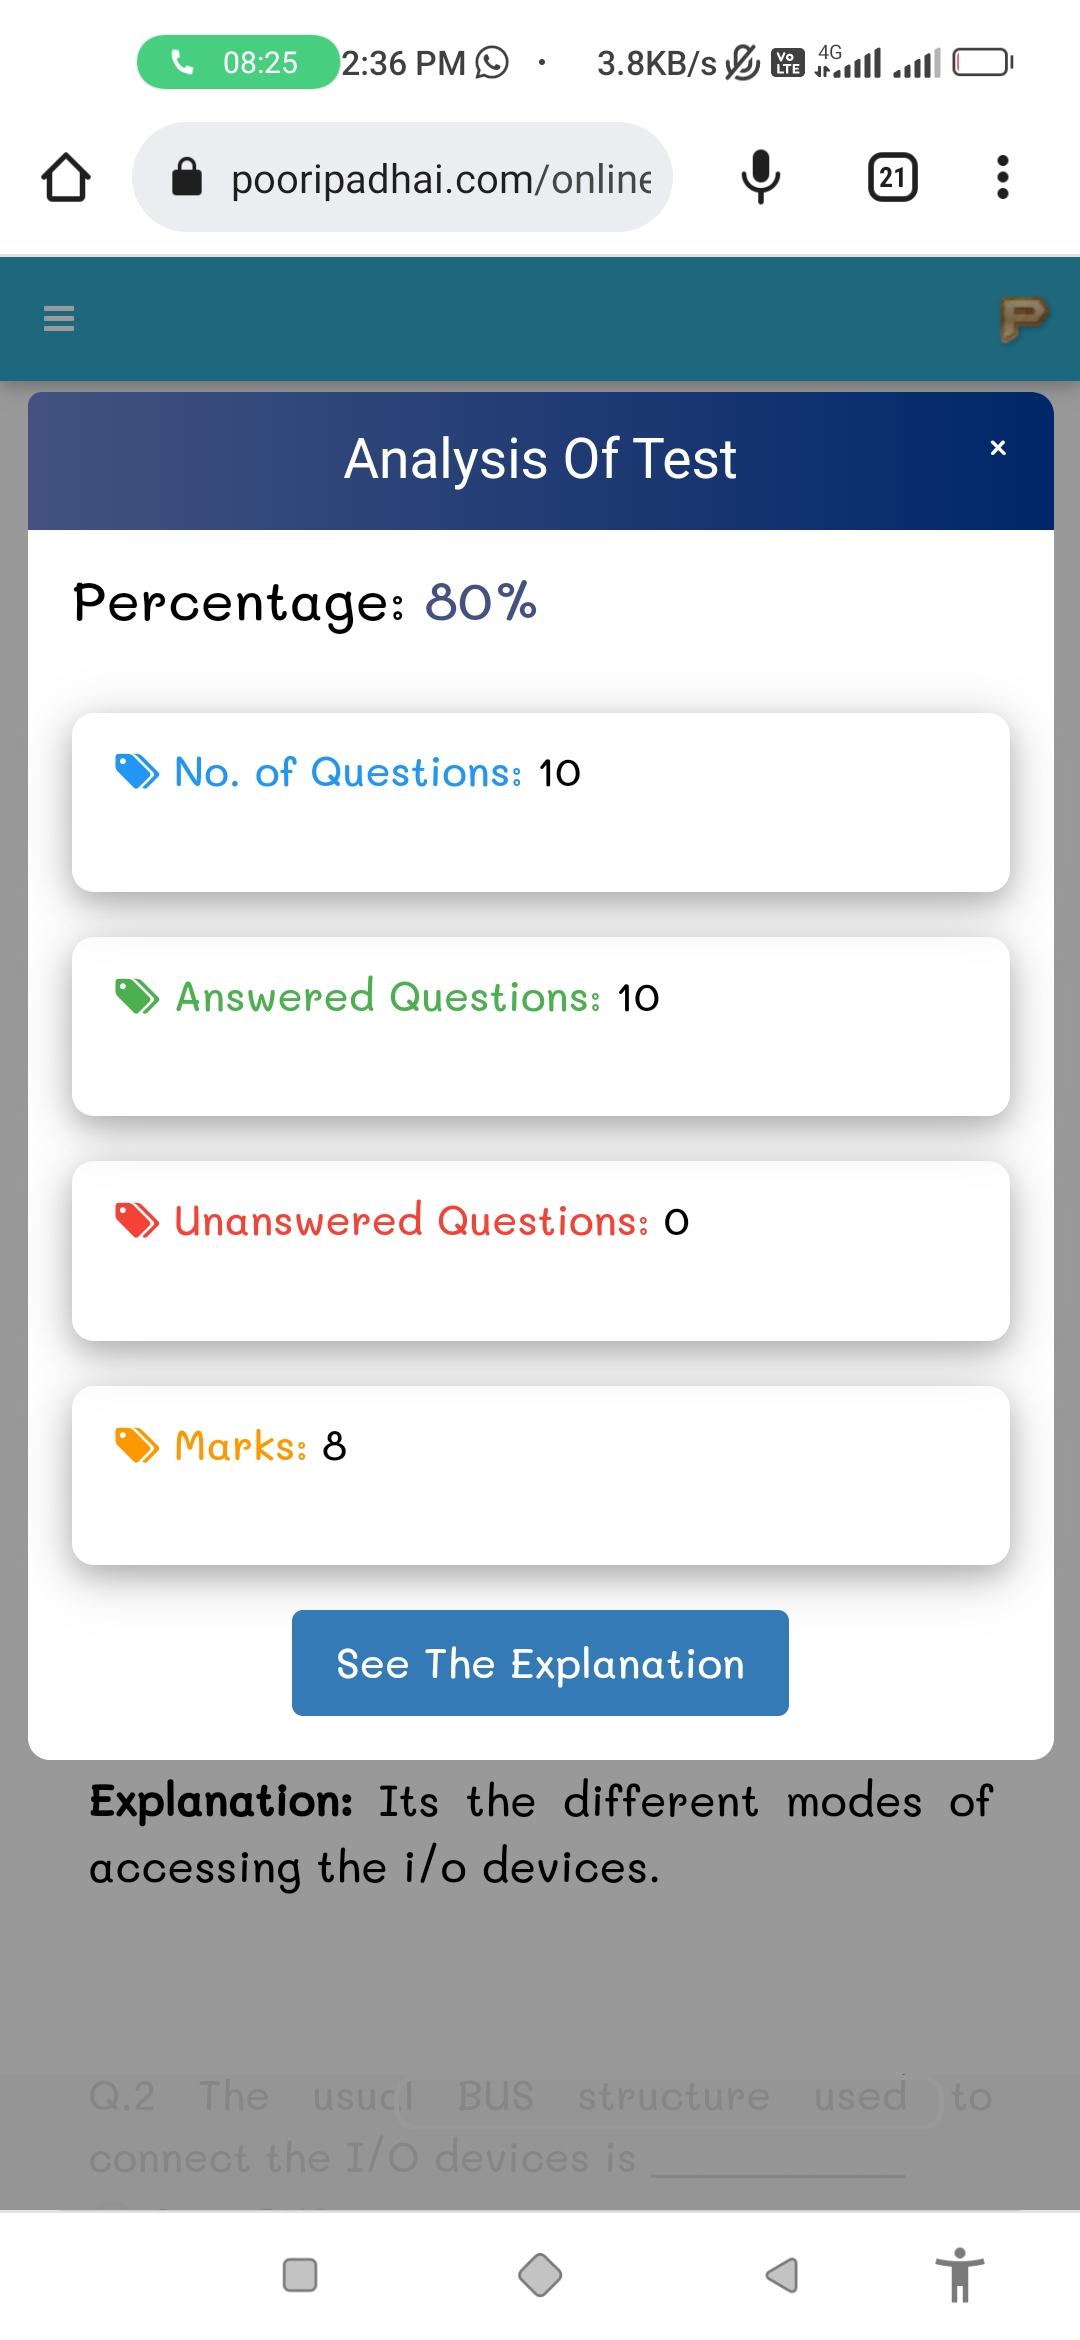 08:25 2:36 PM 3.8KB/s Vo LTE 4G
pooripadhai.com/online 21
P
Analysis Of Test ×
Percentage: 80%
No. of Questions: 10
Answered Questions: 10
Unanswered Questions: 0
Marks: 8
See The Explanation
Explanation: Its the different modes of
accessing the i/o devices.
Q.2 The usual BUS structure used to
connect the I/O devices is ___________